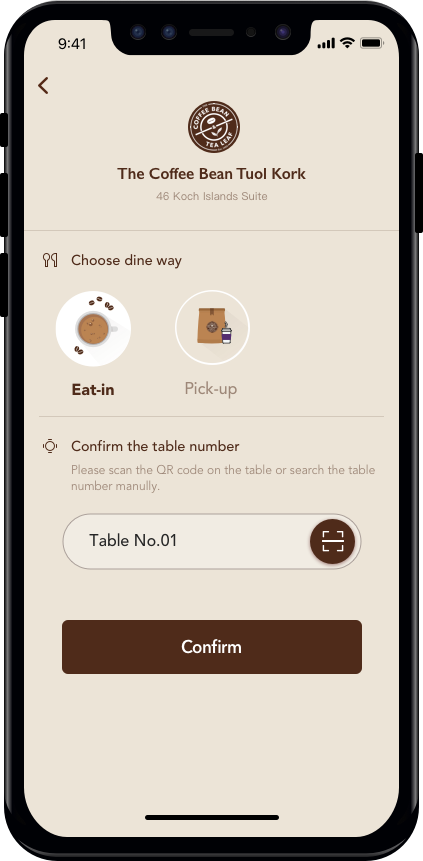 9:41
COFFEE BEAN
TEA LEAF
The Coffee Bean Tuol Kork
46 Koch Islands Suite
Choose dine way
Eat-in
Pick-up
Confirm the table number
Please scan the QR code on the table or search the table
number manully.
Table No.01
Confirm